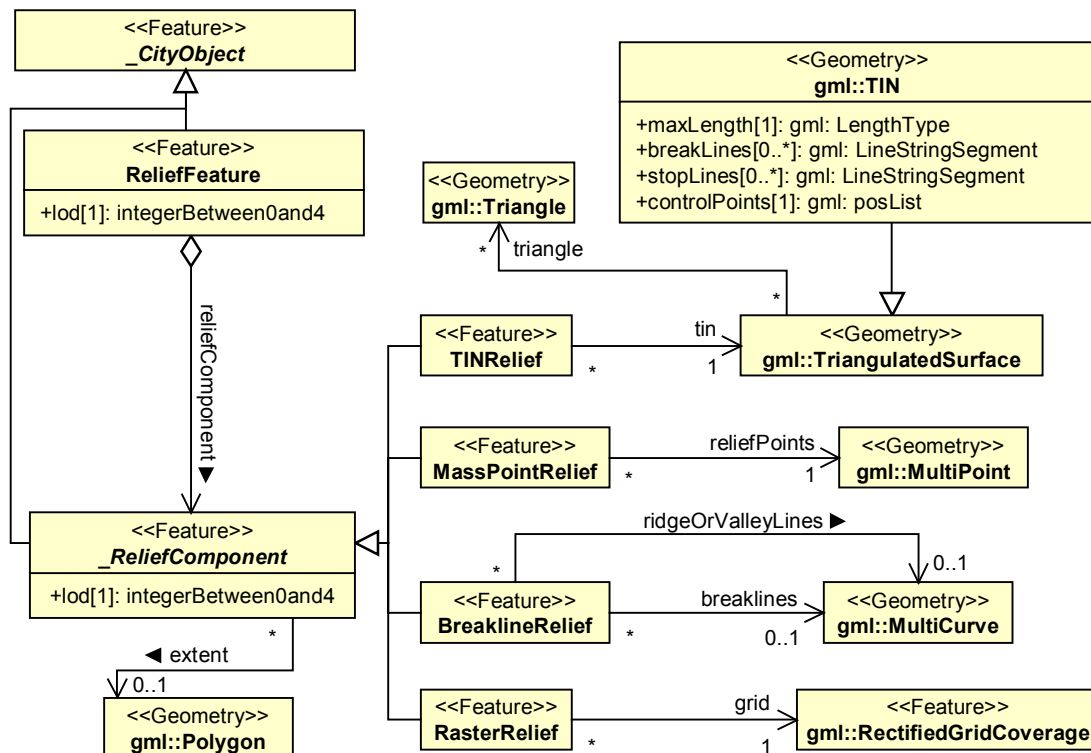 <<Feature>>
_CityObject
<<Feature>>
ReliefFeature
+lod[1]: integerBetween0and4
reliefComponent ▼
<<Feature>>
_ReliefComponent
+lod[1]: integerBetween0and4
*
◄ extent
0..1
<<Geometry>>
gml::Polygon
<<Geometry>>
gml::TIN
+maxLength[1]: gml: LengthType
+breakLines[0..*]: gml: LineStringSegment
+stopLines[0..*]: gml: LineStringSegment
+controlPoints[1]: gml: posList
<<Geometry>>
gml::Triangle
* triangle
*
<<Feature>>
TINRelief
*
tin
1
<<Geometry>>
gml::TriangulatedSurface
<<Feature>>
MassPointRelief
*
reliefPoints
1
<<Geometry>>
gml::MultiPoint
ridgeOrValleyLines ►
*
0..1
<<Feature>>
BreaklineRelief
*
breaklines
0..1
<<Geometry>>
gml::MultiCurve
<<Feature>>
RasterRelief
*
grid
1
<<Feature>>
gml::RectifiedGridCoverage